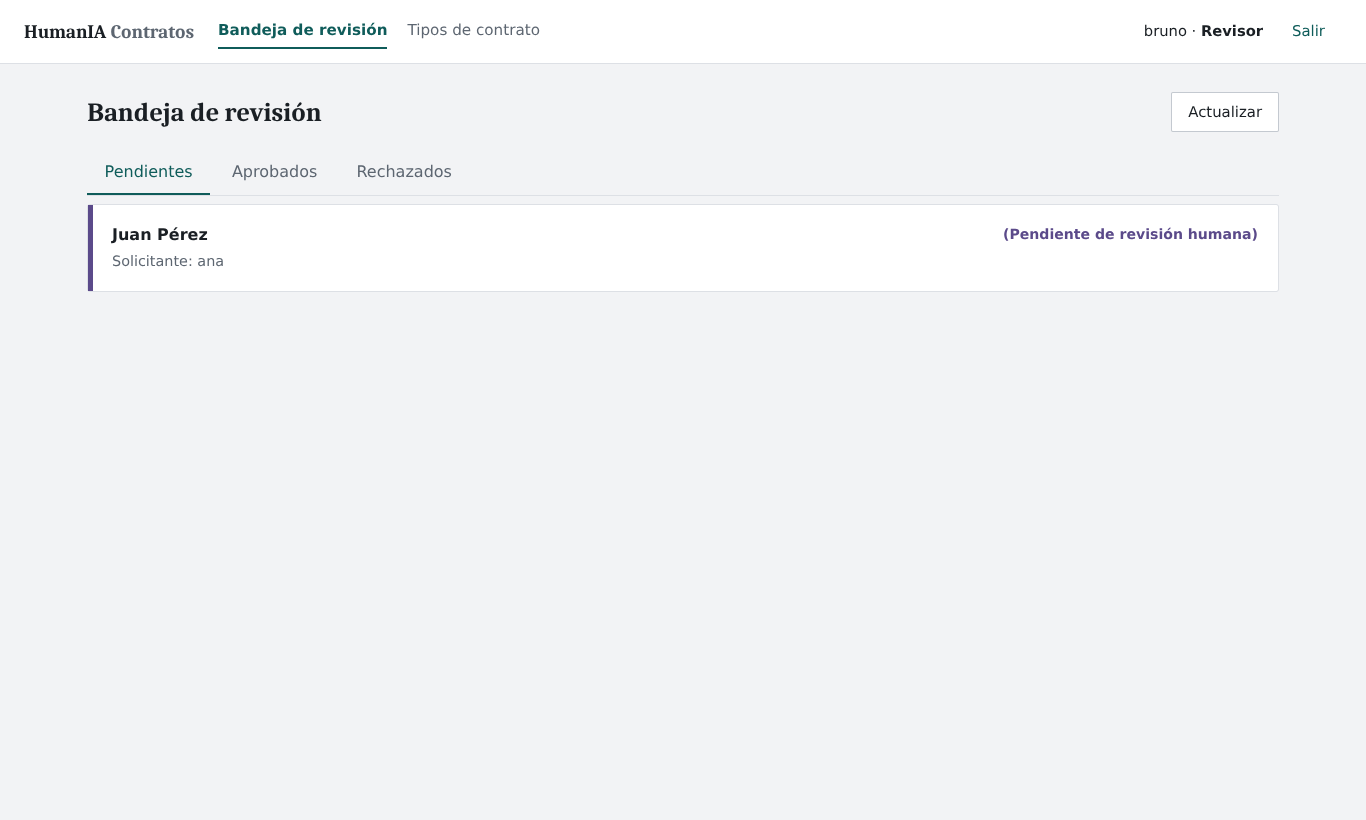 HumanIA Contratos Bandeja de revisión Tipos de contrato bruno · Revisor Salir
Bandeja de revisión Actualizar
Pendientes Aprobados Rechazados
Juan Pérez (Pendiente de revisión humana)
Solicitante: ana